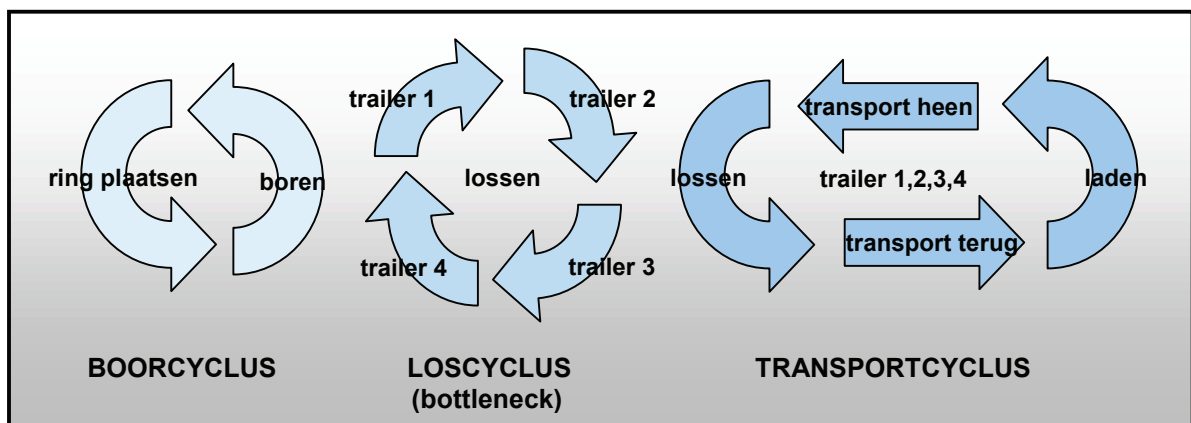 ring plaatsen
boren
BOORCYCLUS
trailer 1
trailer 2
lossen
trailer 4
trailer 3
LOSCYCLUS
(bottleneck)
transport heen
lossen
trailer 1,2,3,4
laden
transport terug
TRANSPORTCYCLUS